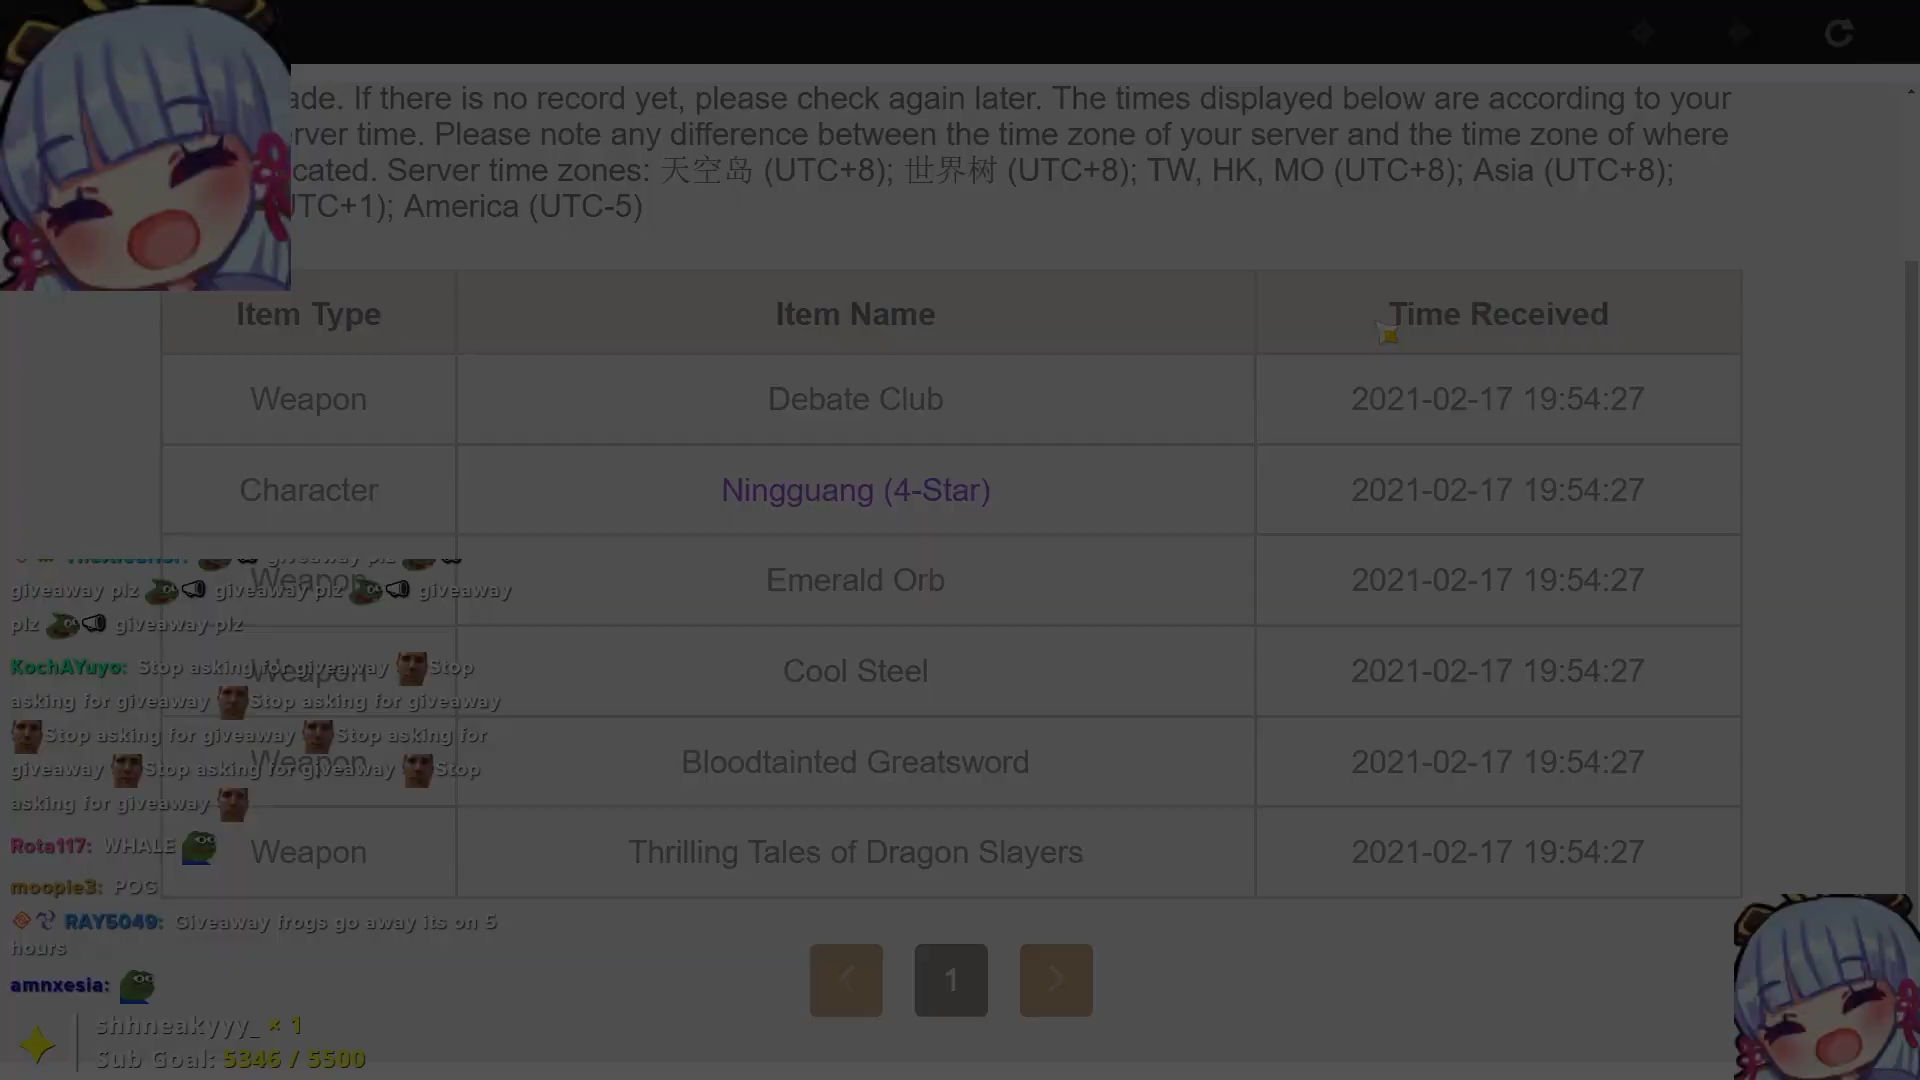 ade. If there is no record yet, please check again later. The times displayed below are according to your
rver time. Please note any difference between the time zone of your server and the time zone of where
cated. Server time zones: 天空岛 (UTC+8); 世界树 (UTC+8); TW, HK, MO (UTC+8); Asia (UTC+8);
UTC+1); America (UTC-5)
Item Type Item Name Time Received
Weapon Debate Club 2021-02-17 19:54:27
Character Ningguang (4-Star) 2021-02-17 19:54:27
Weapon Emerald Orb 2021-02-17 19:54:27
Weapon Cool Steel 2021-02-17 19:54:27
Weapon Bloodtainted Greatsword 2021-02-17 19:54:27
Weapon Thrilling Tales of Dragon Slayers 2021-02-17 19:54:27
1
giveaway plz giveaway plz
giveaway plz giveaway plz giveaway
plz giveaway plz
KochAYuyo: Stop asking for giveaway Stop
asking for giveaway Stop asking for giveaway
Stop asking for giveaway Stop asking for
giveaway Stop asking for giveaway Stop
asking for giveaway
Rota117: WHALE
moopie3: POG
RAY5049: Giveaway frogs go away its on 5
hours
amnxesia:
shhneakyyy_ × 1
Sub Goal: 5346 / 5500